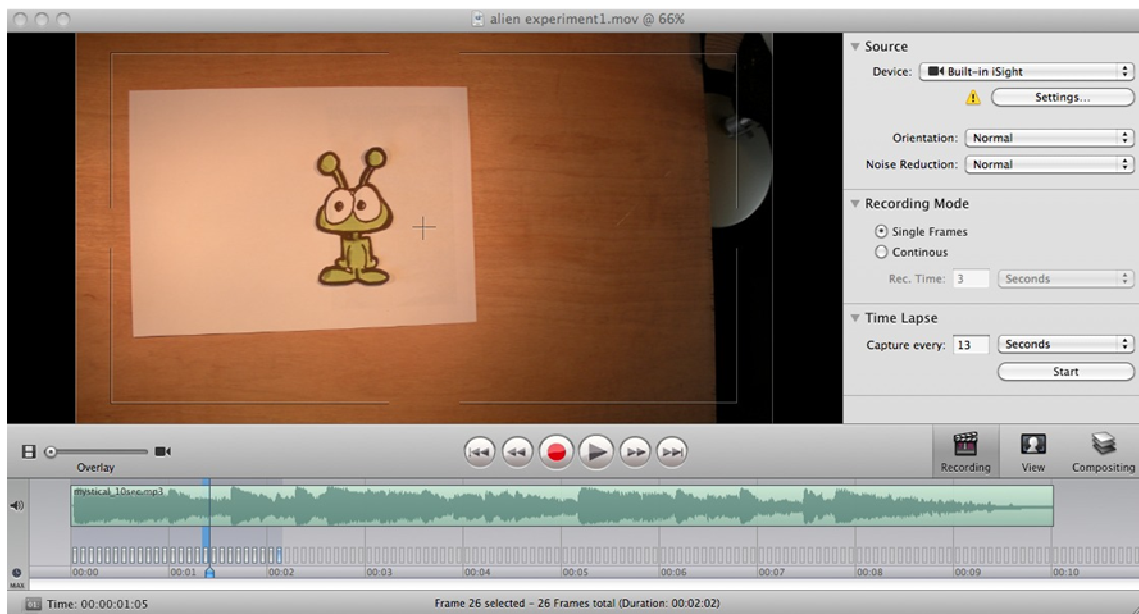 alien experiment1.mov @ 66%
Source
Device: Built-in iSight
Settings...
Orientation: Normal
Noise Reduction: Normal
Recording Mode
Single Frames
Continous
Rec. Time: 3 Seconds
Time Lapse
Capture every: 13 Seconds
Start
Overlay
Recording View Compositing
mystical_10sec.mp3
00:00 00:01 00:02 00:03 00:04 00:05 00:06 00:07 00:08 00:09 00:10
MAX
Time: 00:00:01:05
Frame 26 selected – 26 Frames total (Duration: 00:02:02)